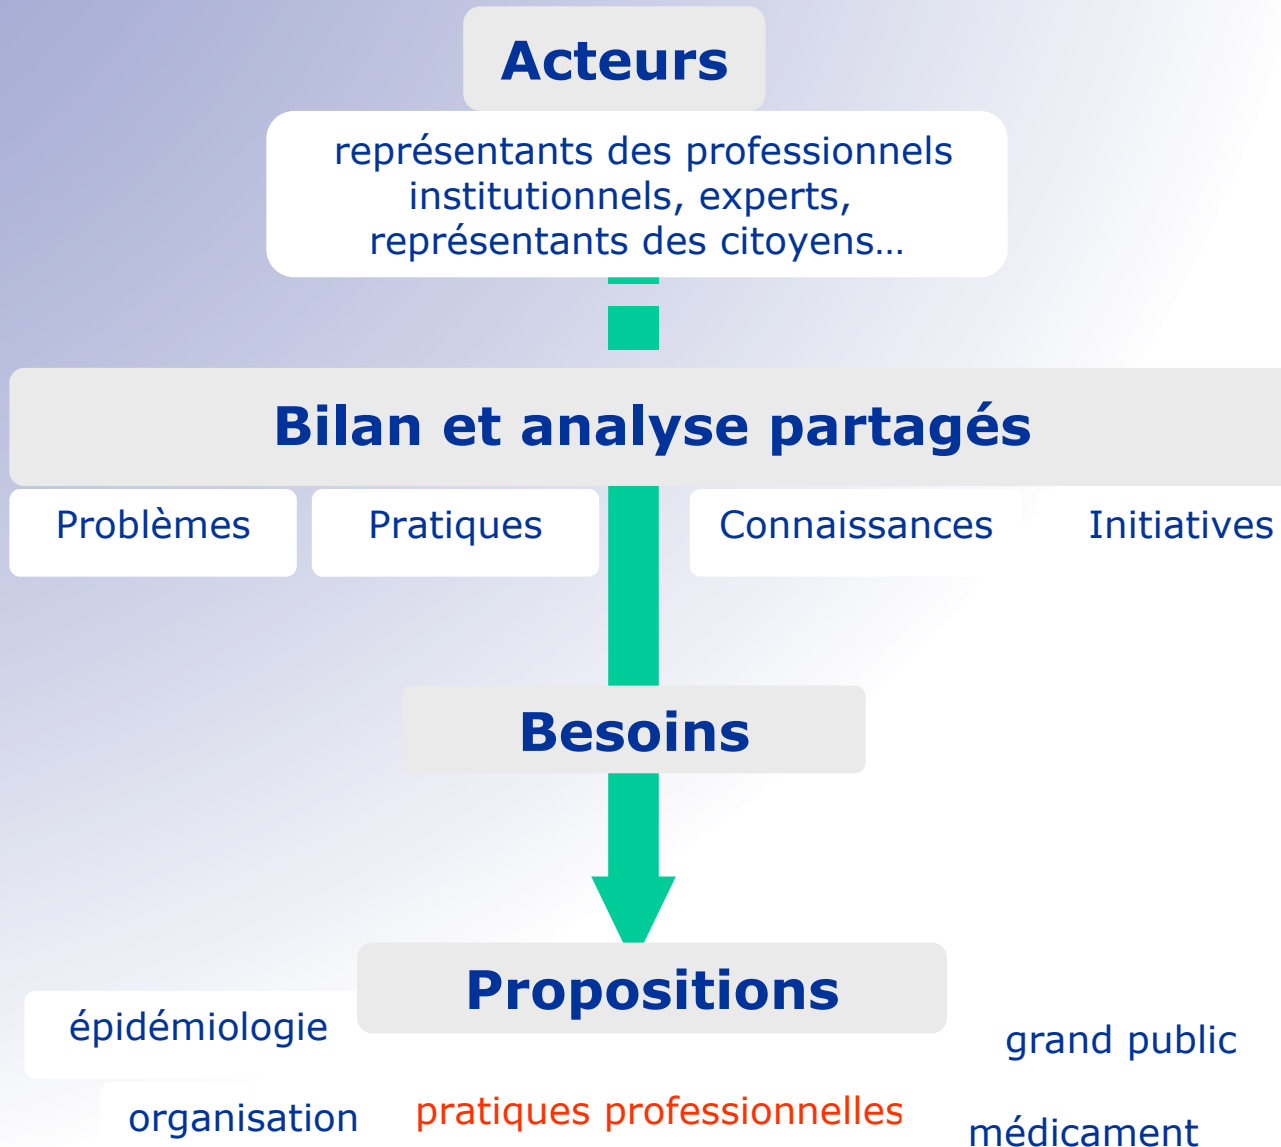 Acteurs
représentants des professionnels
institutionnels, experts,
représentants des citoyens…
Bilan et analyse partagés
Problèmes
Pratiques
Connaissances
Initiatives
Besoins
Propositions
épidémiologie
grand public
organisation
pratiques professionnelles
médicament